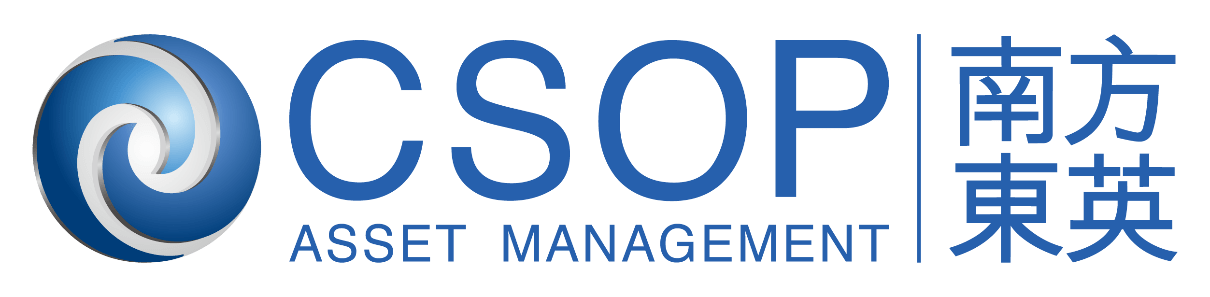 CSOP
ASSET MANAGEMENT
南方
東英